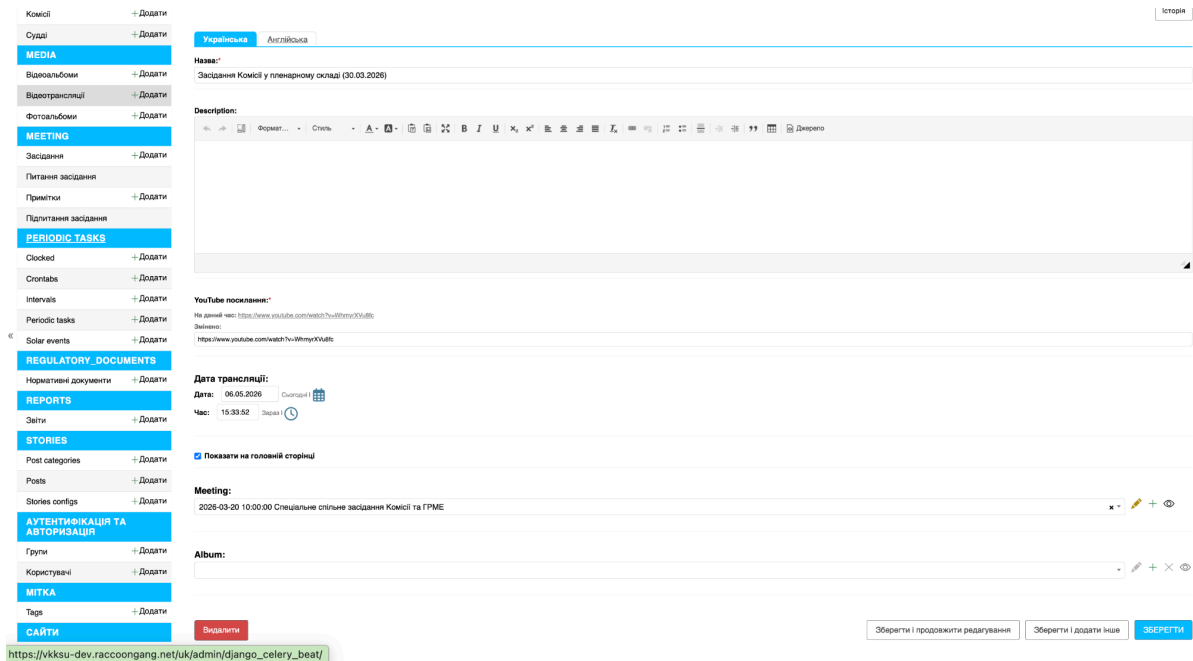 Комісії +Додати
Історія
Судді +Додати
Українська Англійська
MEDIA
Назва:*
Відеоальбоми +Додати
Засідання Комісії у пленарному складі (30.03.2026)
Відеотрансляції +Додати
Description:
Фотоальбоми +Додати
MEETING
Формат... Стиль Джерело
Засідання +Додати
Питання засідання
Примітки +Додати
Підпитання засідання
PERIODIC TASKS
Clocked +Додати
Crontabs +Додати
Intervals +Додати
YouTube посилання:*
На даний час: https://www.youtube.com/watch?v=WhmyrXVu8fc
Periodic tasks +Додати
Змінено:
Solar events +Додати
https://www.youtube.com/watch?v=WhmyrXVu8fc
REGULATORY_DOCUMENTS
Нормативні документи +Додати
Дата трансляції:
Дата: 06.05.2026 Сьогодні |
REPORTS
Час: 15:33:52 Зараз |
Звіти +Додати
STORIES
Post categories +Додати
Показати на головній сторінці
Posts +Додати
Meeting:
Stories configs +Додати
2026-03-20 10:00:00 Спеціальне спільне засідання Комісії та ГРМЕ
АУТЕНТИФІКАЦІЯ ТА
АВТОРИЗАЦІЯ
Групи +Додати
Album:
Користувачі +Додати
МІТКА
Tags +Додати
САЙТИ
Видалити Зберегти і продовжити редагування Зберегти і додати інше ЗБЕРЕГТИ
https://vkksu-dev.raccoongang.net/uk/admin/django_celery_beat/